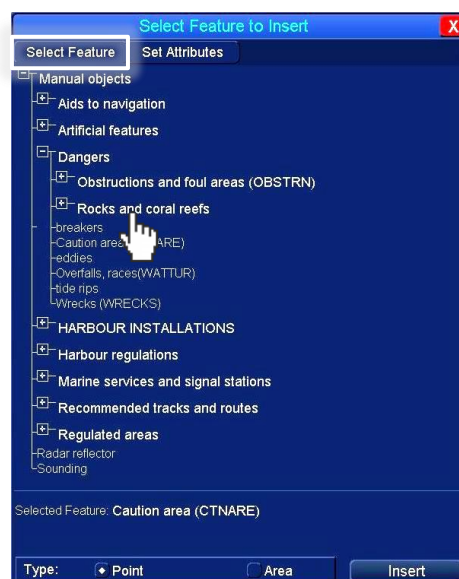 Select Feature to Insert X
Select Feature Set Attributes
Manual objects
Aids to navigation
Artificial features
Dangers
Obstructions and foul areas (OBSTRN)
Rocks and coral reefs
breakers
Caution area ARE)
eddies
Overfalls, races(WATTUR)
tide rips
Wrecks (WRECKS)
HARBOUR INSTALLATIONS
Harbour regulations
Marine services and signal stations
Recommended tracks and routes
Regulated areas
Radar reflector
Sounding
Selected Feature: Caution area (CTNARE)
Type: Point Area Insert